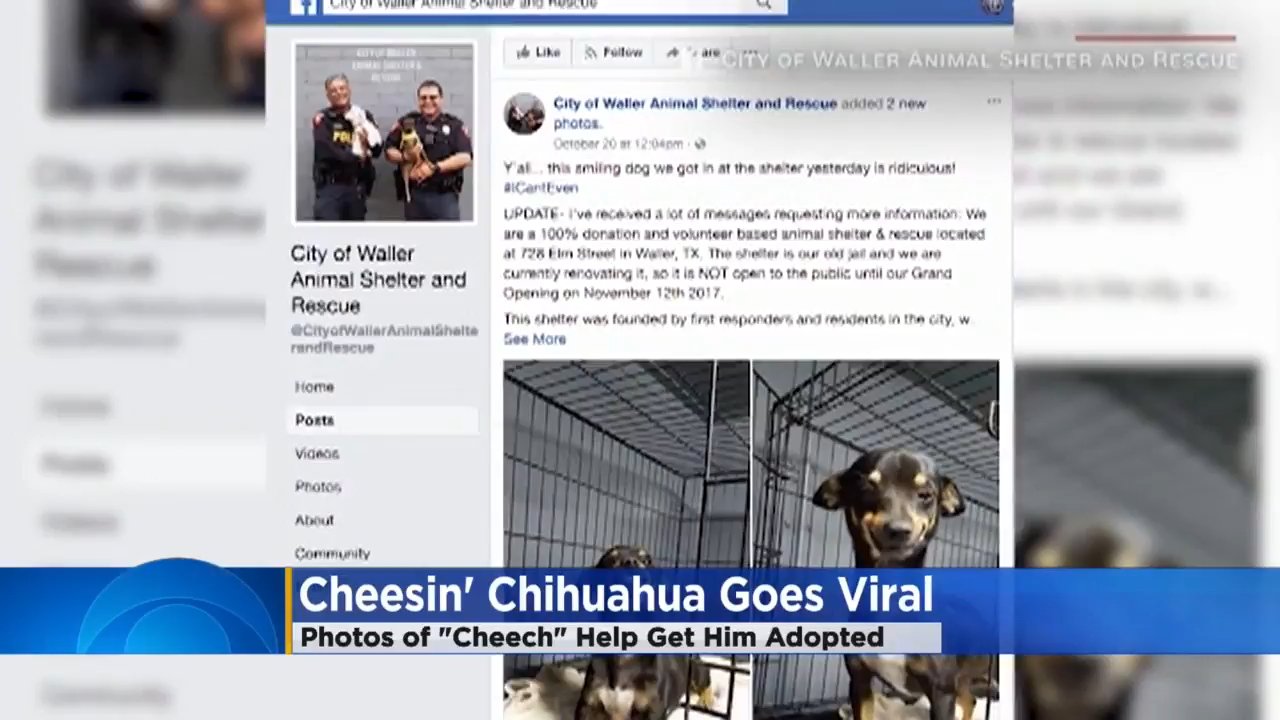 City of Waller Animal Shelter and Rescue
CITY OF WALLER ANIMAL SHELTER AND RESCUE
CITY OF WALLER
ANIMAL SHELTER &
RESCUE
Like
Follow
City of Waller Animal Shelter and Rescue added 2 new
photos.
October 20 at 12:04pm
Y'all... this smiling dog we got in at the shelter yesterday is ridiculous!
#ICantEven
UPDATE- I've received a lot of messages requesting more information: We
are a 100% donation and volunteer based animal shelter & rescue located
at 728 Elm Street in Waller, TX. The shelter is our old jail and we are
currently renovating it, so it is NOT open to the public until our Grand
Opening on November 12th 2017.
This shelter was founded by first responders and residents in the city, w...
See More
City of Waller
Animal Shelter and
Rescue
@CityofWallerAnimalShelte
randRescue
Home
Posts
Videos
Photos
About
Community
Cheesin' Chihuahua Goes Viral
Photos of "Cheech" Help Get Him Adopted